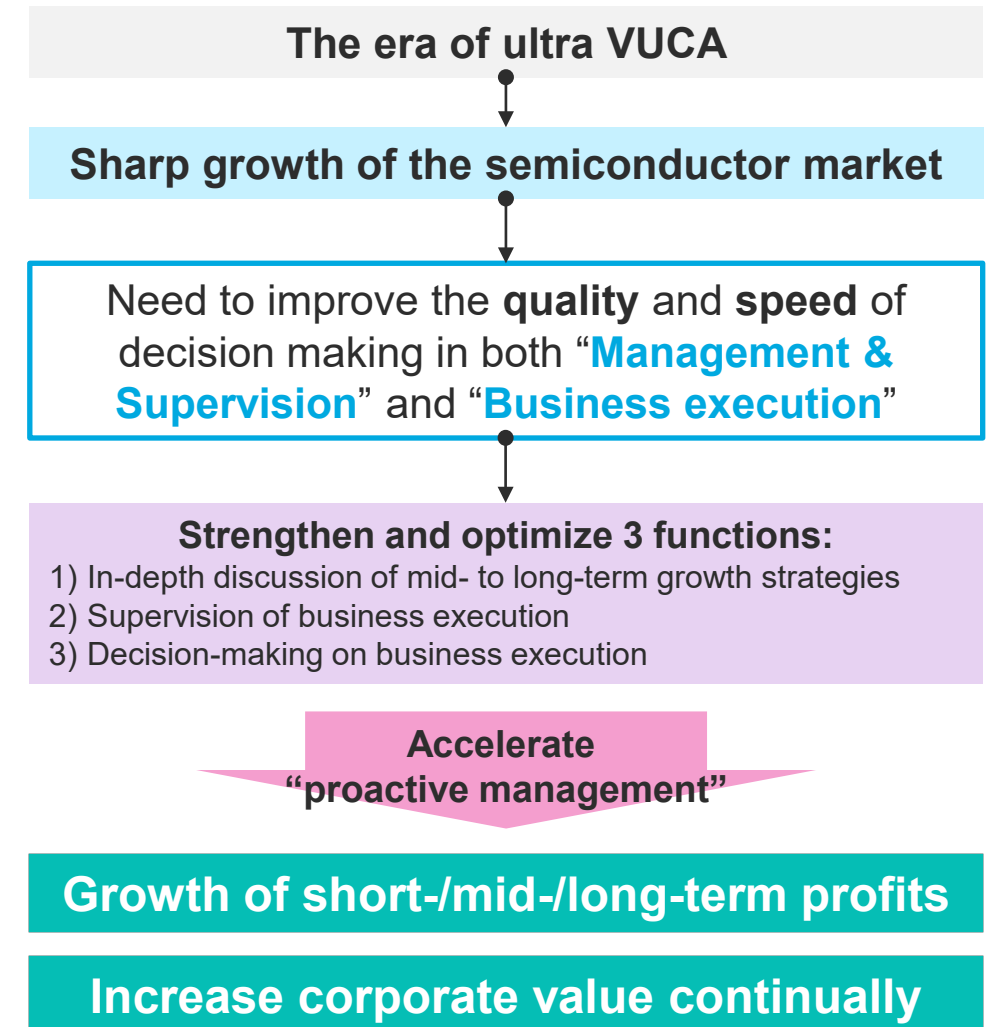 The era of ultra VUCA
Sharp growth of the semiconductor market
Need to improve the quality and speed of
decision making in both “Management &
Supervision” and “Business execution”
Strengthen and optimize 3 functions:
1) In-depth discussion of mid- to long-term growth strategies
2) Supervision of business execution
3) Decision-making on business execution
Accelerate
“proactive management”
Growth of short-/mid-/long-term profits
Increase corporate value continually